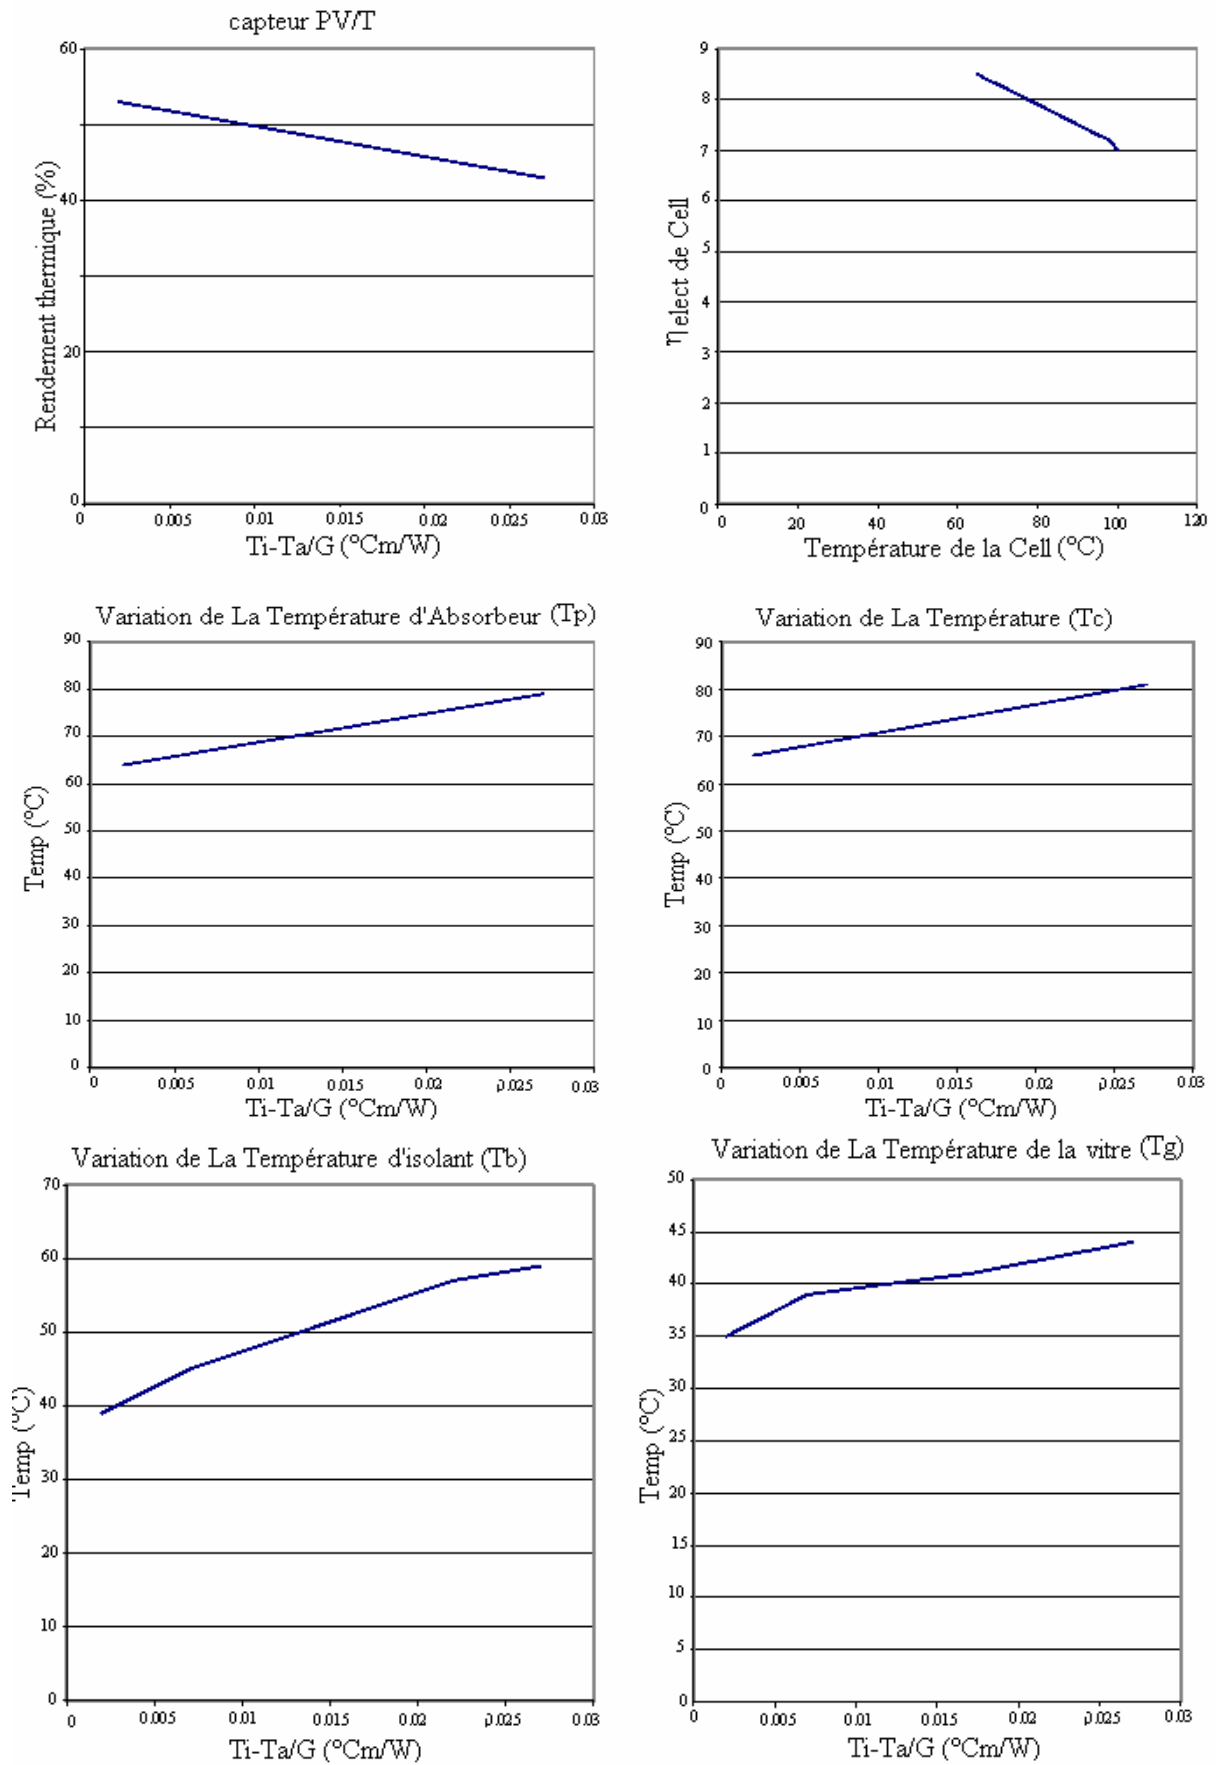 capteur PV/T
60
40
20
0
Rendement thermique (%)
0 0.005 0.01 0.015 0.02 0.025 0.03
Ti-Ta/G (°Cm/W)
9
8
7
6
5
4
3
2
1
0
η elect de Cell
0 20 40 60 80 100 120
Température de la Cell (°C)
Variation de La Température d'Absorbeur (Tp)
90
80
70
60
50
40
30
20
10
0
Temp (°C)
0 0.005 0.01 0.015 0.02 0.025 0.03
Ti-Ta/G (°Cm/W)
Variation de La Température (Tc)
90
80
70
60
50
40
30
20
10
0
Temp (°C)
0 0.005 0.01 0.015 0.02 0.025 0.03
Ti-Ta/G (°Cm/W)
Variation de La Température d'isolant (Tb)
70
60
50
40
30
20
10
0
Temp (°C)
0 0.005 0.01 0.015 0.02 0.025 0.03
Ti-Ta/G (°Cm/W)
Variation de La Température de la vitre (Tg)
50
45
40
35
30
25
20
15
10
5
0
Temp (°C)
0 0.005 0.01 0.015 0.02 0.025 0.03
Ti-Ta/G (°Cm/W)